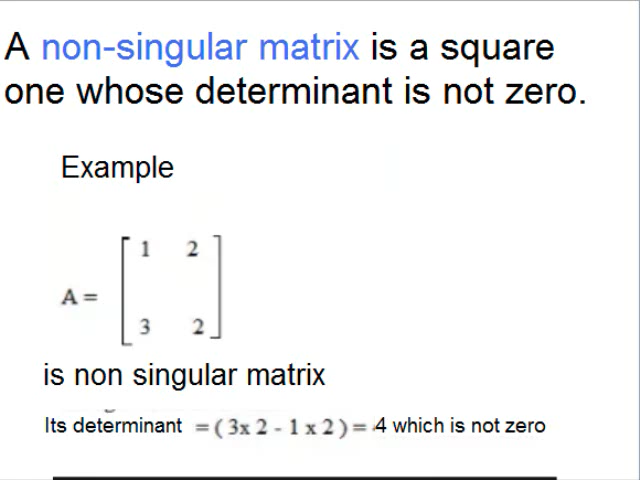 A non-singular matrix is a square
one whose determinant is not zero.
Example
1 2
A =
3 2
is non singular matrix
Its determinant = ( 3x 2 - 1 x 2 ) = 4 which is not zero